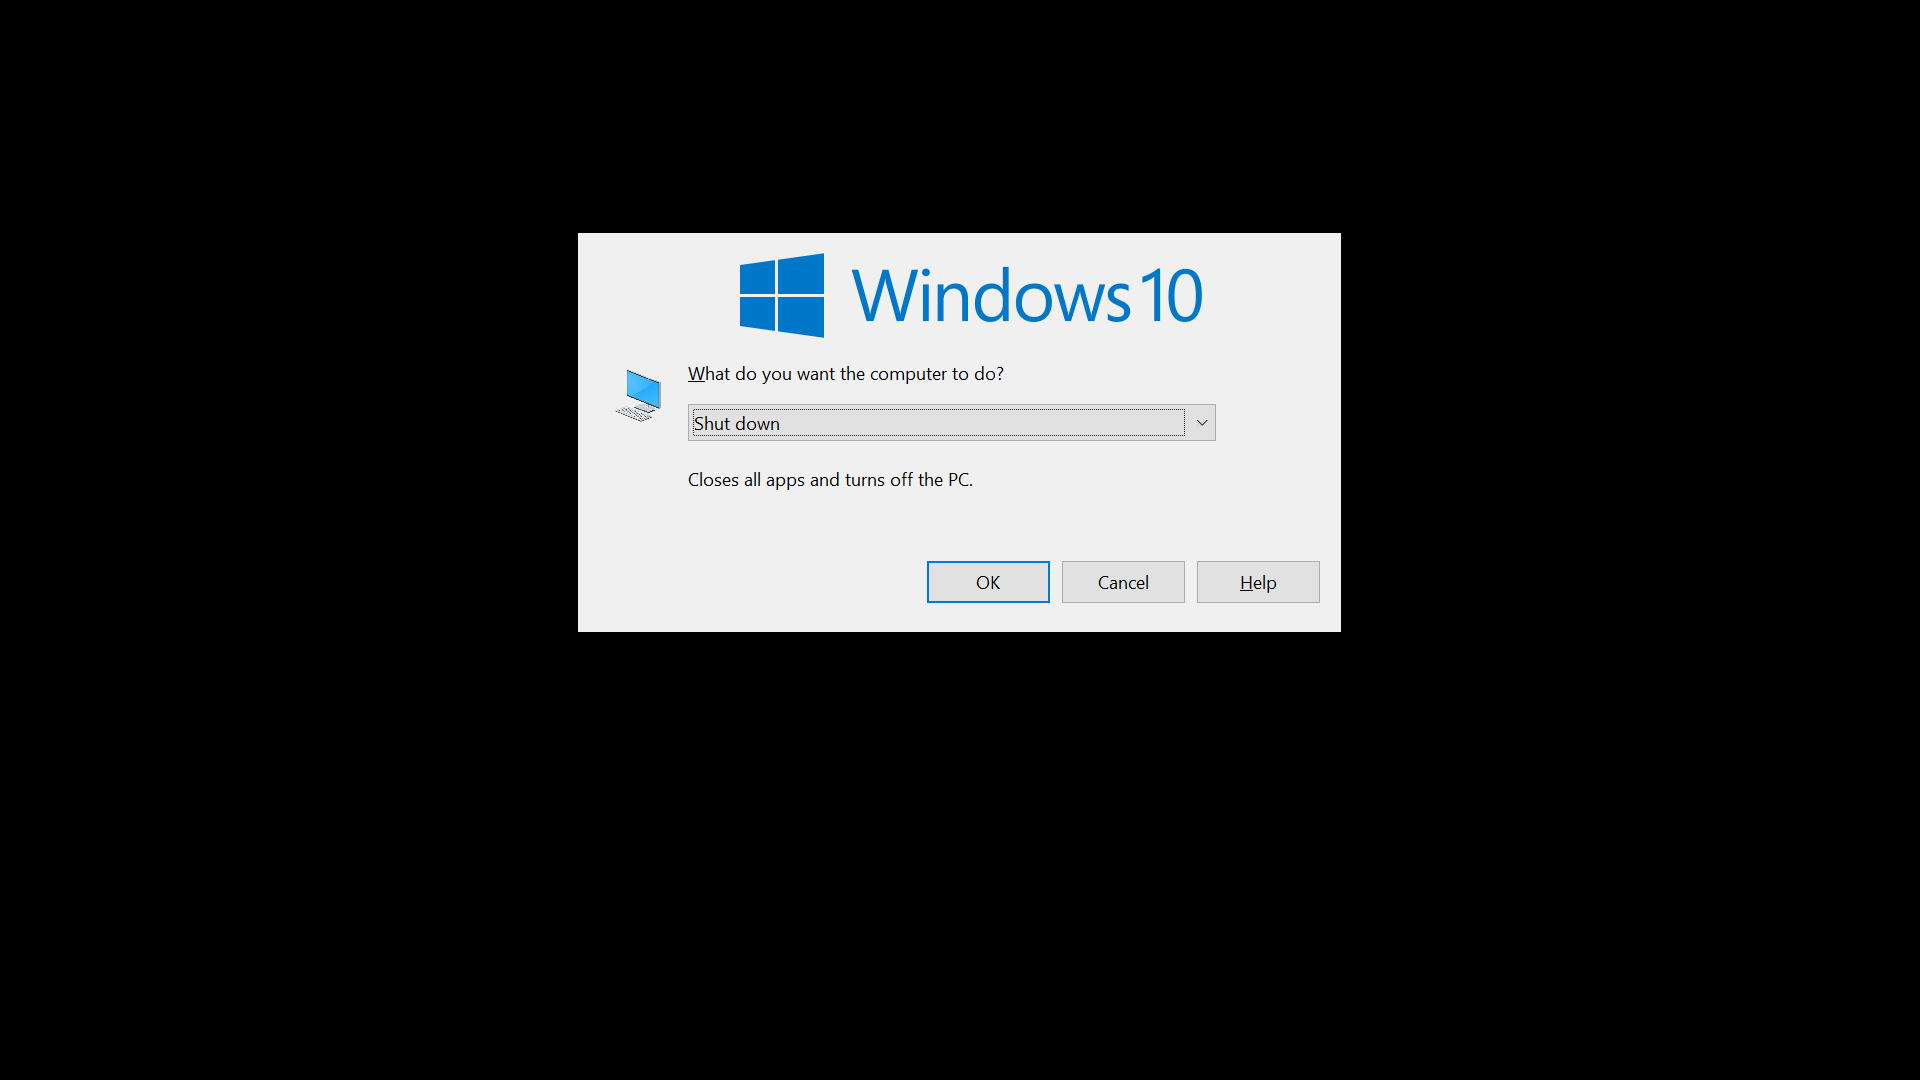 Windows 10
What do you want the computer to do?
Shut down
Closes all apps and turns off the PC.
OK Cancel Help